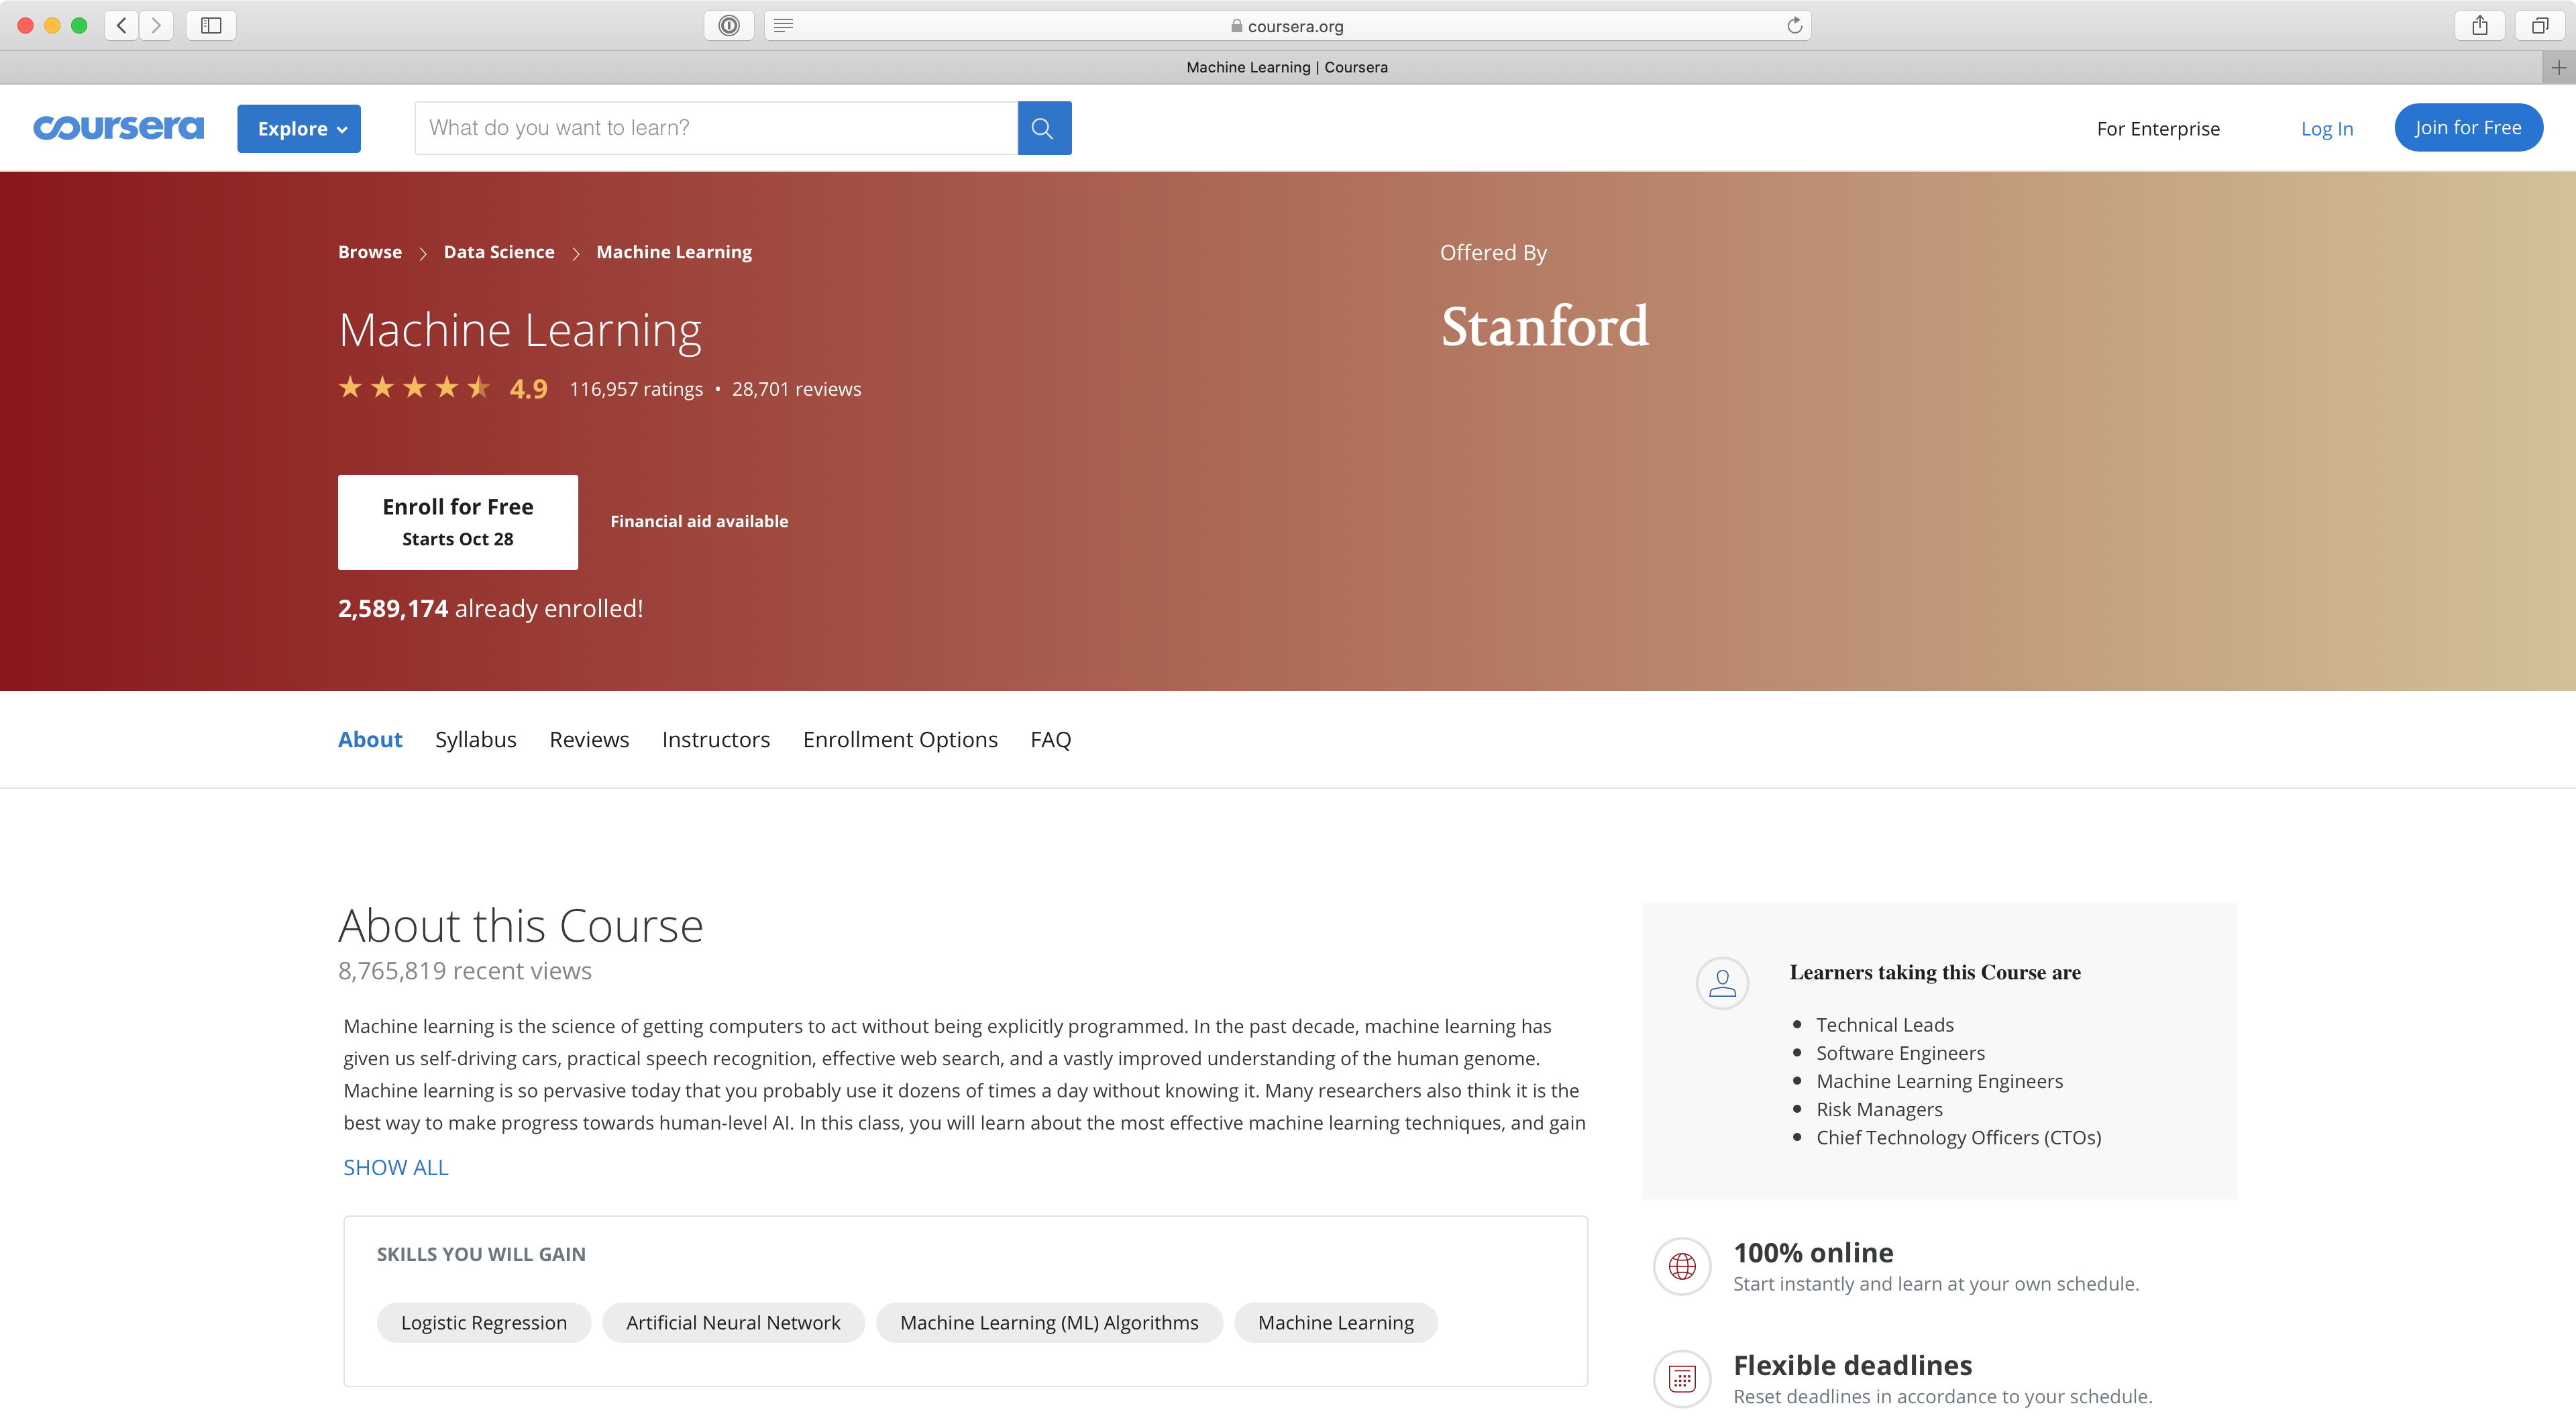 coursera.org
Machine Learning | Coursera
coursera
Explore
What do you want to learn?
For Enterprise
Log In
Join for Free
Browse > Data Science > Machine Learning
Offered By
Machine Learning
Stanford
4.9 116,957 ratings • 28,701 reviews
Enroll for Free
Starts Oct 28
Financial aid available
2,589,174 already enrolled!
About Syllabus Reviews Instructors Enrollment Options FAQ
About this Course
8,765,819 recent views
Machine learning is the science of getting computers to act without being explicitly programmed. In the past decade, machine learning has
given us self-driving cars, practical speech recognition, effective web search, and a vastly improved understanding of the human genome.
Machine learning is so pervasive today that you probably use it dozens of times a day without knowing it. Many researchers also think it is the
best way to make progress towards human-level AI. In this class, you will learn about the most effective machine learning techniques, and gain
SHOW ALL
SKILLS YOU WILL GAIN
Logistic Regression
Artificial Neural Network
Machine Learning (ML) Algorithms
Machine Learning
Learners taking this Course are
• Technical Leads
• Software Engineers
• Machine Learning Engineers
• Risk Managers
• Chief Technology Officers (CTOs)
100% online
Start instantly and learn at your own schedule.
Flexible deadlines
Reset deadlines in accordance to your schedule.